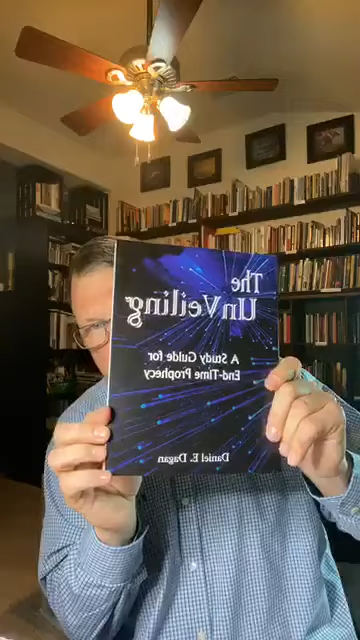 The
UnVeiling
A Study Guide for
End-Time Prophecy
Daniel E. Dagan